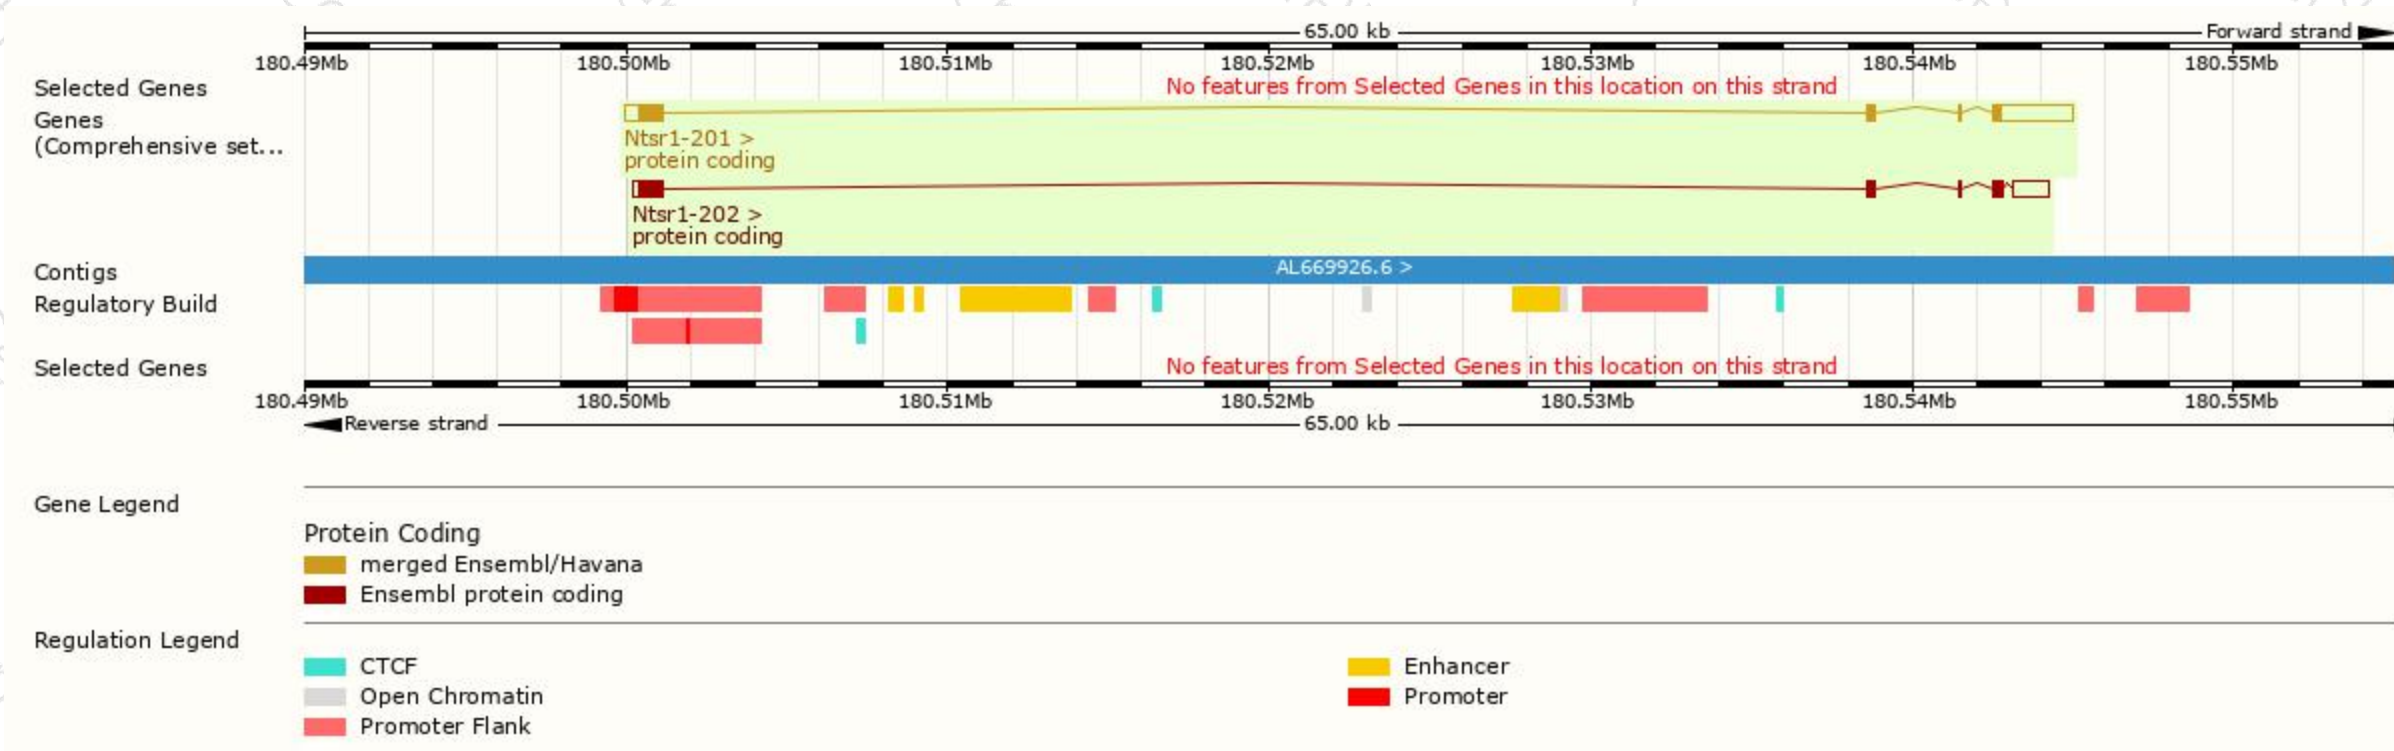 65.00 kb
Forward strand
180.49Mb 180.50Mb 180.51Mb 180.52Mb 180.53Mb 180.54Mb 180.55Mb
Selected Genes
No features from Selected Genes in this location on this strand
Genes
(Comprehensive set...
Ntsr1-201 >
protein coding
Ntsr1-202 >
protein coding
Contigs
AL669926.6 >
Regulatory Build
Selected Genes
No features from Selected Genes in this location on this strand
180.49Mb 180.50Mb 180.51Mb 180.52Mb 180.53Mb 180.54Mb 180.55Mb
Reverse strand
65.00 kb
Gene Legend
Protein Coding
merged Ensembl/Havana
Ensembl protein coding
Regulation Legend
CTCF
Enhancer
Open Chromatin
Promoter
Promoter Flank